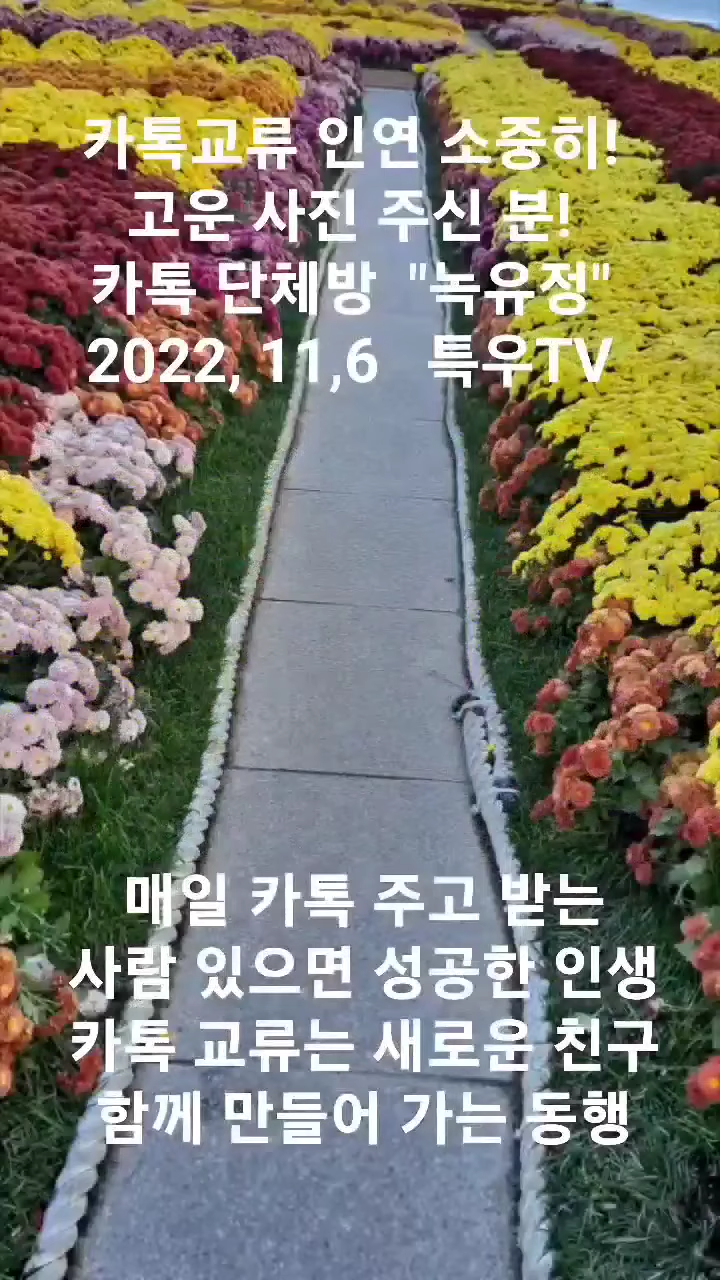 카톡교류 인연 소중히!
고운 사진 주신 분!
카톡 단체방 "녹유정"
2022, 11,6 특우TV
매일 카톡 주고 받는
사람 있으면 성공한 인생
카톡 교류는 새로운 친구
함께 만들어 가는 동행